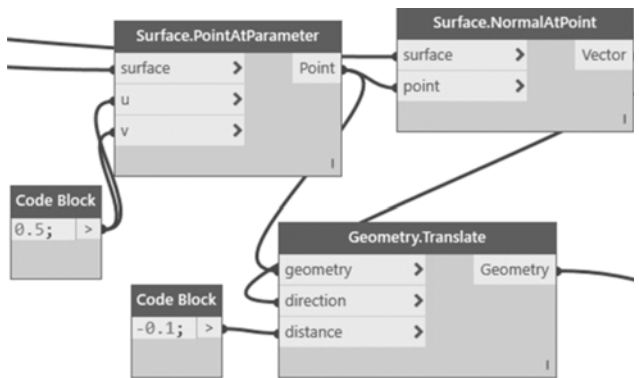 Surface.PointAtParameter
surface >
Point
u >
v >
l
Surface.NormalAtPoint
surface >
Vector
point >
l
Code Block
0.5; >
Geometry.Translate
geometry >
Geometry
direction >
distance >
l
Code Block
-0.1; >